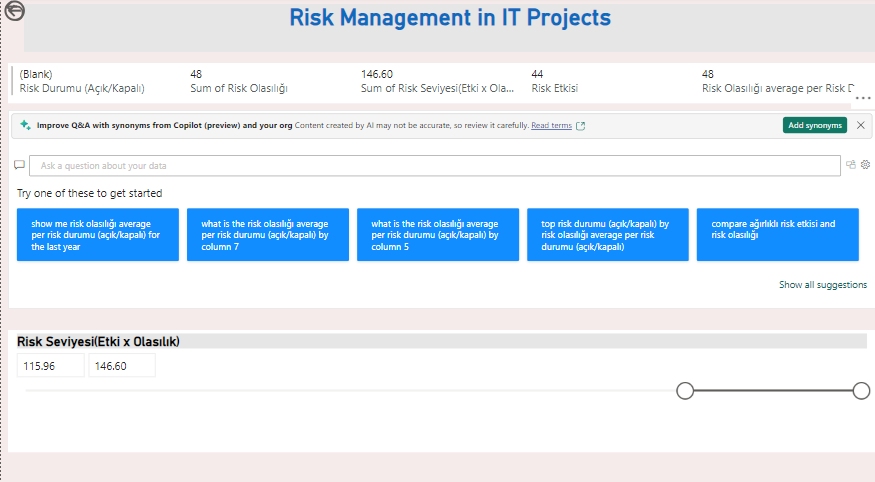 Risk Management in IT Projects
(Blank)
Risk Durumu (Açık/Kapalı)
48
Sum of Risk Olasılığı
146.60
Sum of Risk Seviyesi(Etki x Ola...
44
Risk Etkisi
48
Risk Olasılığı average per Risk D
Improve Q&A with synonyms from Copilot (preview) and your org Content created by AI may not be accurate, so review it carefully. Read terms
Add synonyms
Ask a question about your data
Try one of these to get started
show me risk olasılığı average
per risk durumu (açık/kapalı) for
the last year
what is the risk olasılığı average
per risk durumu (açık/kapalı) by
column 7
what is the risk olasılığı average
per risk durumu (açık/kapalı) by
column 5
top risk durumu (açık/kapalı) by
risk olasılığı average per risk
durumu (açık/kapalı)
compare ağırlıklı risk etkisi and
risk olasılığı
Show all suggestions
Risk Seviyesi(Etki x Olasılık)
115.96
146.60